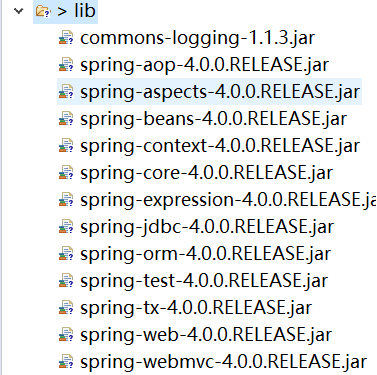 > lib
commons-logging-1.1.3.jar
spring-aop-4.0.0.RELEASE.jar
spring-aspects-4.0.0.RELEASE.jar
spring-beans-4.0.0.RELEASE.jar
spring-context-4.0.0.RELEASE.jar
spring-core-4.0.0.RELEASE.jar
spring-expression-4.0.0.RELEASE.ja
spring-jdbc-4.0.0.RELEASE.jar
spring-orm-4.0.0.RELEASE.jar
spring-test-4.0.0.RELEASE.jar
spring-tx-4.0.0.RELEASE.jar
spring-web-4.0.0.RELEASE.jar
spring-webmvc-4.0.0.RELEASE.jar